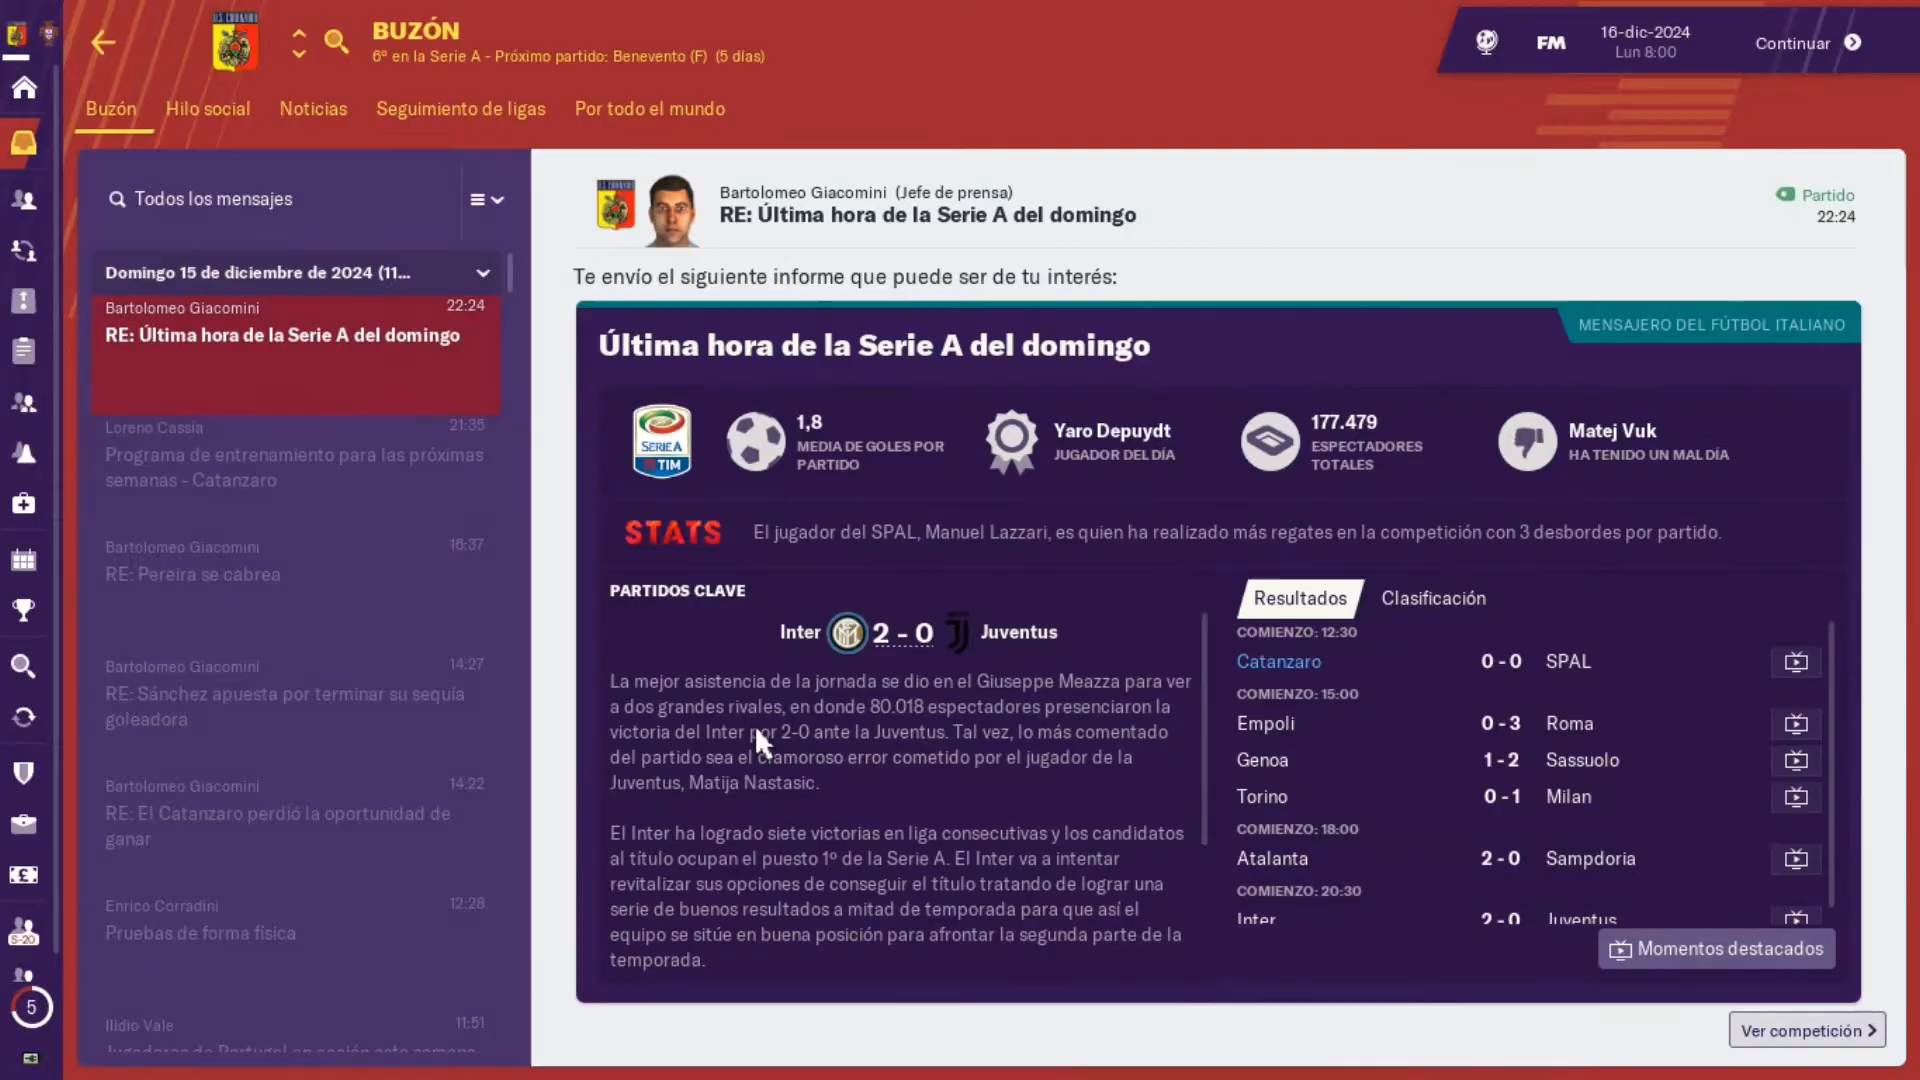 BUZÓN
6º en la Serie A - Próximo partido: Benevento (F) (5 días)
FM
16-dic-2024
Lun 8:00
Continuar
Buzón
Hilo social
Noticias
Seguimiento de ligas
Por todo el mundo
Todos los mensajes
Domingo 15 de diciembre de 2024 (11...
Bartolomeo Giacomini 22:24
RE: Última hora de la Serie A del domingo
Loreno Cassia 21:35
Programa de entrenamiento para las próximas
semanas - Catanzaro
Bartolomeo Giacomini 16:37
RE: Pereira se cabrea
Bartolomeo Giacomini 14:27
RE: Sánchez apuesta por terminar su sequía
goleadora
Bartolomeo Giacomini 14:22
RE: El Catanzaro perdió la oportunidad de
ganar
Enrico Corradini 12:28
Pruebas de forma física
Ilidio Vale 11:51
Jugadores de Portugal en acción esta semana
S-20
5
Bartolomeo Giacomini (Jefe de prensa)
RE: Última hora de la Serie A del domingo
Partido
22:24
Te envío el siguiente informe que puede ser de tu interés:
MENSAJERO DEL FÚTBOL ITALIANO
Última hora de la Serie A del domingo
SERIE A
TIM
1,8
MEDIA DE GOLES POR
PARTIDO
Yaro Depuydt
JUGADOR DEL DÍA
177.479
ESPECTADORES
TOTALES
Matej Vuk
HA TENIDO UN MAL DÍA
STATS
El jugador del SPAL, Manuel Lazzari, es quien ha realizado más regates en la competición con 3 desbordes por partido.
PARTIDOS CLAVE
Inter 2 - 0 Juventus
La mejor asistencia de la jornada se dio en el Giuseppe Meazza para ver
a dos grandes rivales, en donde 80.018 espectadores presenciaron la
victoria del Inter por 2-0 ante la Juventus. Tal vez, lo más comentado
del partido sea el clamoroso error cometido por el jugador de la
Juventus, Matija Nastasic.
El Inter ha logrado siete victorias en liga consecutivas y los candidatos
al título ocupan el puesto 1º de la Serie A. El Inter va a intentar
revitalizar sus opciones de conseguir el título tratando de lograr una
serie de buenos resultados a mitad de temporada para que así el
equipo se sitúe en buena posición para afrontar la segunda parte de la
temporada.
Resultados
Clasificación
COMIENZO: 12:30
Catanzaro 0 - 0 SPAL
COMIENZO: 15:00
Empoli 0 - 3 Roma
Genoa 1 - 2 Sassuolo
Torino 0 - 1 Milan
COMIENZO: 18:00
Atalanta 2 - 0 Sampdoria
COMIENZO: 20:30
Inter 2 - 0 Juventus
Momentos destacados
Ver competición